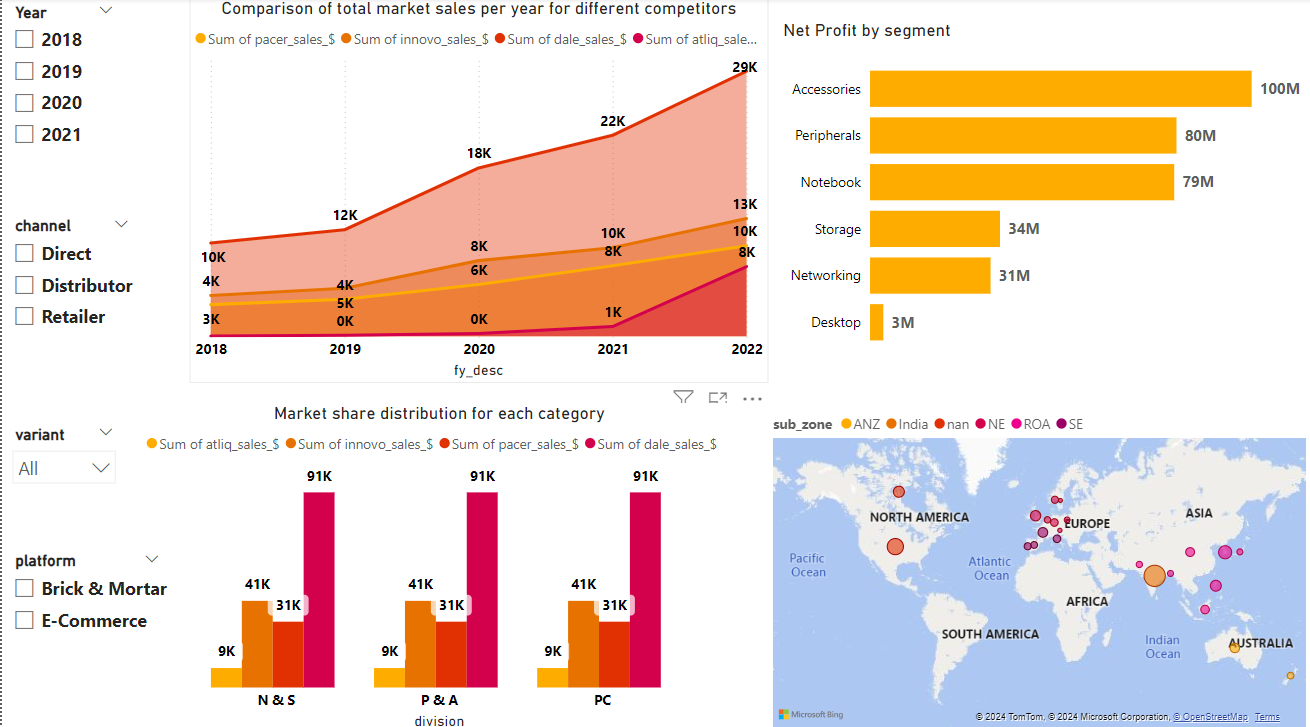 Year
2018
2019
2020
2021
channel
Direct
Distributor
Retailer
variant
All
platform
Brick & Mortar
E-Commerce
Comparison of total market sales per year for different competitors
Sum of pacer_sales_$ Sum of innovo_sales_$ Sum of dale_sales_$ Sum of atliq_sale...
29K
22K
18K
12K
10K
13K
10K
8K
4K
4K
10K
8K
6K
5K
3K
8K
1K
0K
0K
2018 2019 2020 2021 2022
fy_desc
Net Profit by segment
Accessories 100M
Peripherals 80M
Notebook 79M
Storage 34M
Networking 31M
Desktop 3M
Market share distribution for each category
Sum of atliq_sales_$ Sum of innovo_sales_$ Sum of pacer_sales_$ Sum of dale_sales_$
91K 91K 91K
41K 41K 41K
31K 31K 31K
9K 9K 9K
N & S P & A PC
division
sub_zone ANZ India nan NE ROA SE
NORTH AMERICA
EUROPE
ASIA
Pacific
Ocean
Atlantic
Ocean
AFRICA
SOUTH AMERICA
Indian
Ocean
AUSTRALIA
Microsoft Bing
© 2024 TomTom, © 2024 Microsoft Corporation, © OpenStreetMap Terms